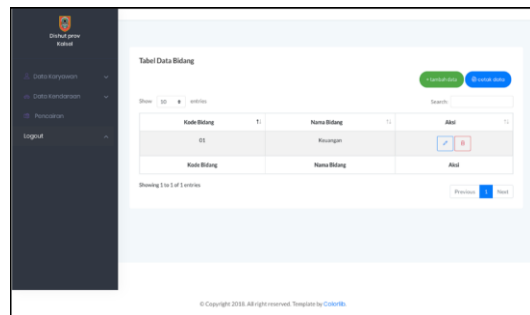 Dishut prov
Kalsel
Data Karyawan
Data Kendaraan
Pencairan
Logout
Tabel Data Bidang
+ tambah data
cetak data
Show 10 entries
Search:
Kode Bidang Nama Bidang Aksi
01 Keuangan
Kode Bidang Nama Bidang Aksi
Showing 1 to 1 of 1 entries
Previous 1 Next
© Copyright 2018. All right reserved. Template by Colorlib.